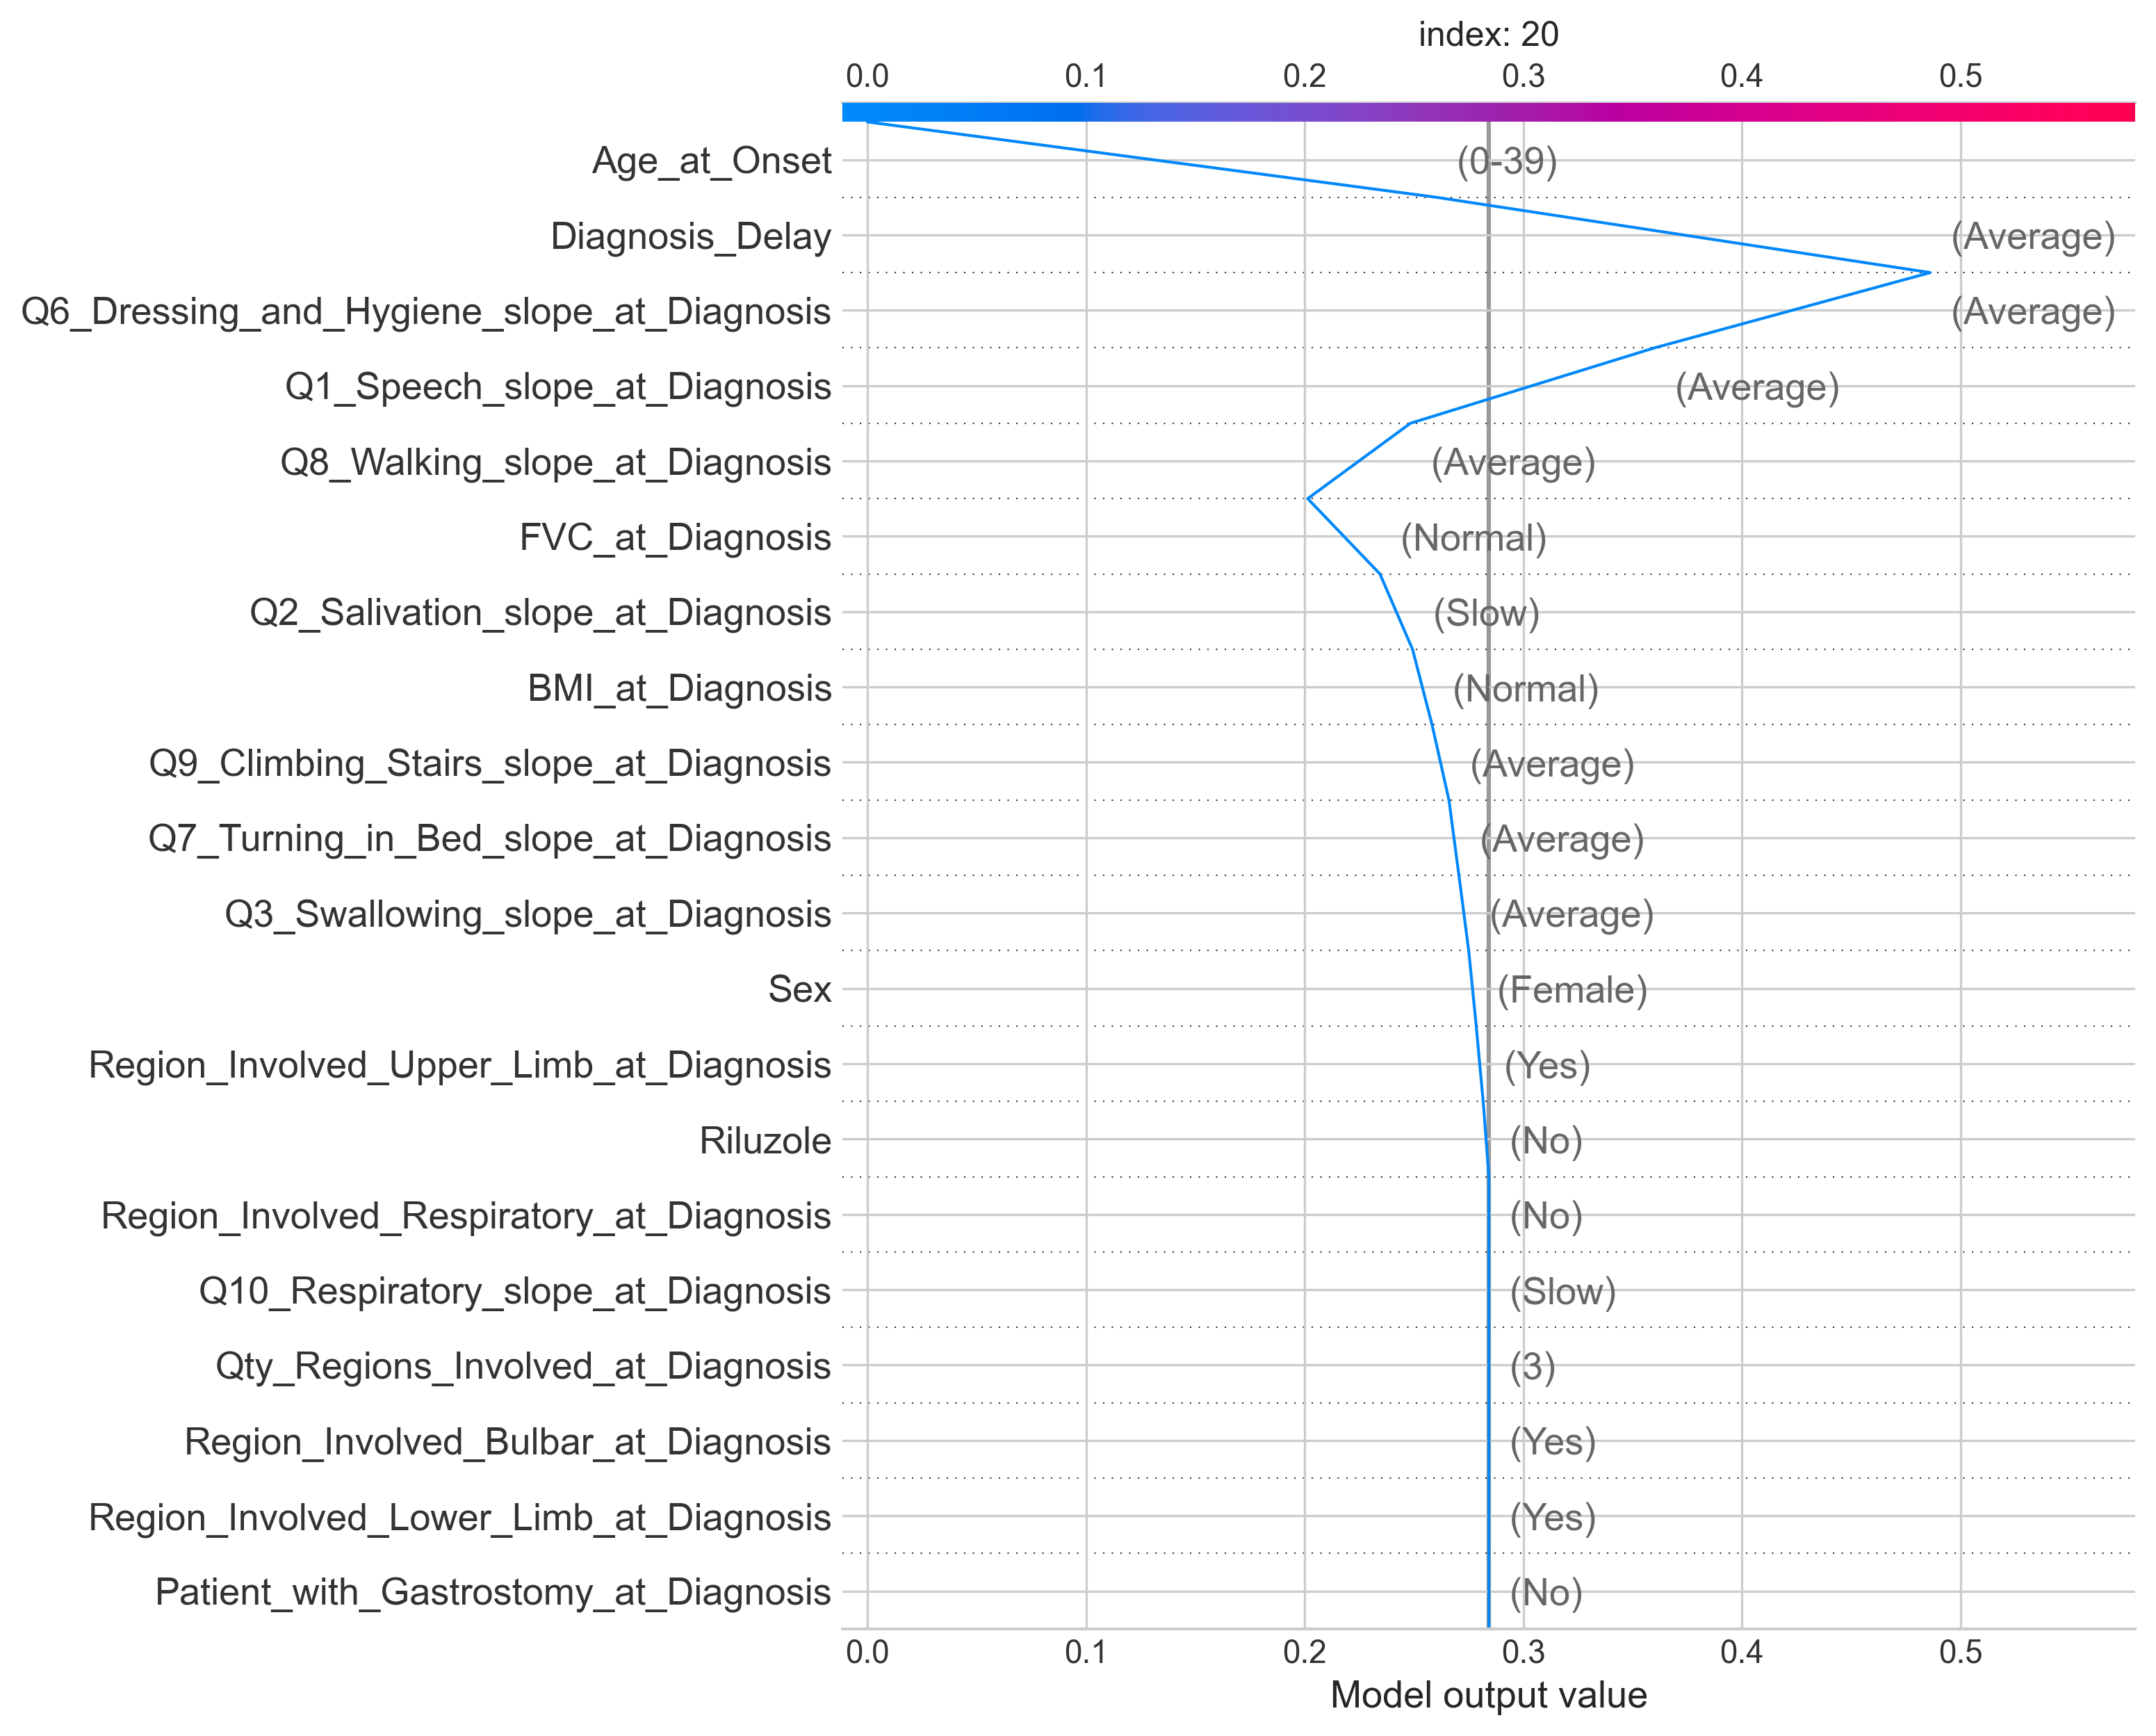 index: 20
0.0 0.1 0.2 0.3 0.4 0.5
Age_at_Onset (0-39)
Diagnosis_Delay (Average)
Q6_Dressing_and_Hygiene_slope_at_Diagnosis (Average)
Q1_Speech_slope_at_Diagnosis (Average)
Q8_Walking_slope_at_Diagnosis (Average)
FVC_at_Diagnosis (Normal)
Q2_Salivation_slope_at_Diagnosis (Slow)
BMI_at_Diagnosis (Normal)
Q9_Climbing_Stairs_slope_at_Diagnosis (Average)
Q7_Turning_in_Bed_slope_at_Diagnosis (Average)
Q3_Swallowing_slope_at_Diagnosis (Average)
Sex (Female)
Region_Involved_Upper_Limb_at_Diagnosis (Yes)
Riluzole (No)
Region_Involved_Respiratory_at_Diagnosis (No)
Q10_Respiratory_slope_at_Diagnosis (Slow)
Qty_Regions_Involved_at_Diagnosis (3)
Region_Involved_Bulbar_at_Diagnosis (Yes)
Region_Involved_Lower_Limb_at_Diagnosis (Yes)
Patient_with_Gastrostomy_at_Diagnosis (No)
0.0 0.1 0.2 0.3 0.4 0.5
Model output value